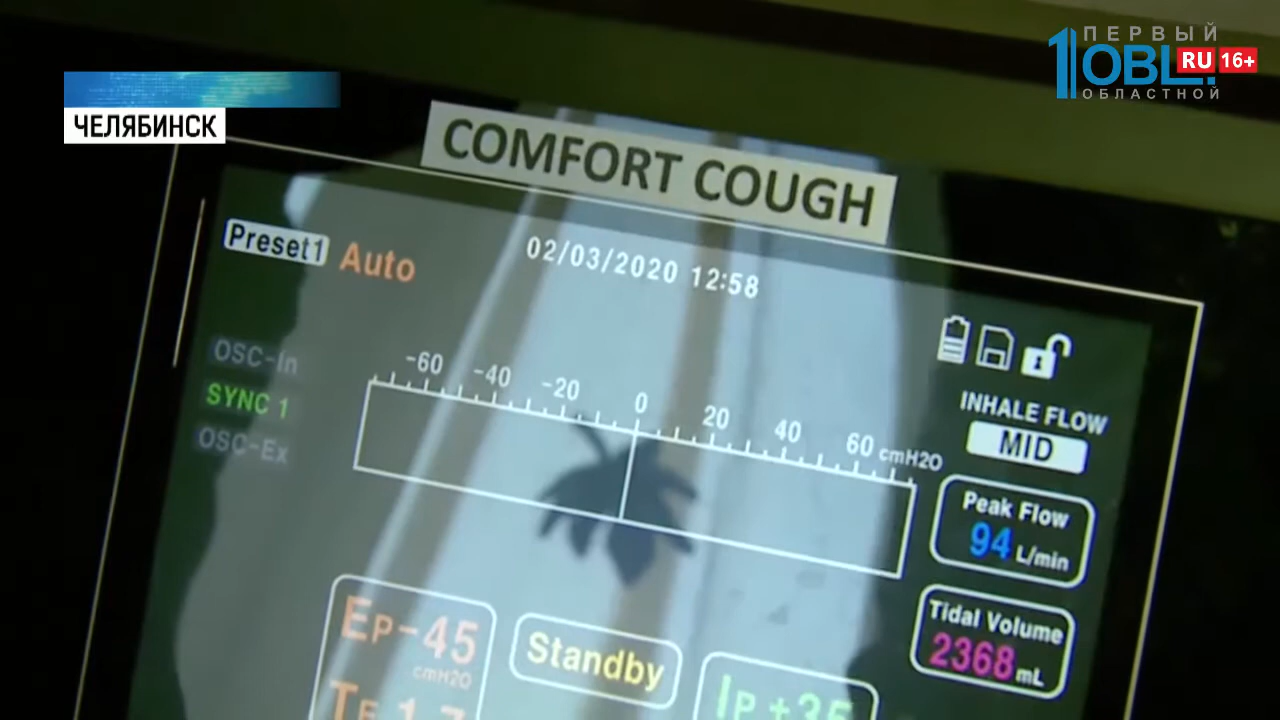 ПЕРВЫЙ
1OBL.RU 16+
ОБЛАСТНОЙ
ЧЕЛЯБИНСК
COMFORT COUGH
Preset1 Auto
02/03/2020 12:58
OSC-In
SYNC 1
OSC-Ex
-60 -40 -20 0 20 40 60 cmH2O
INHALE FLOW
MID
Peak Flow
94 L/min
Tidal Volume
2368 mL
EP-45
cmH2O
Standby
IP+35